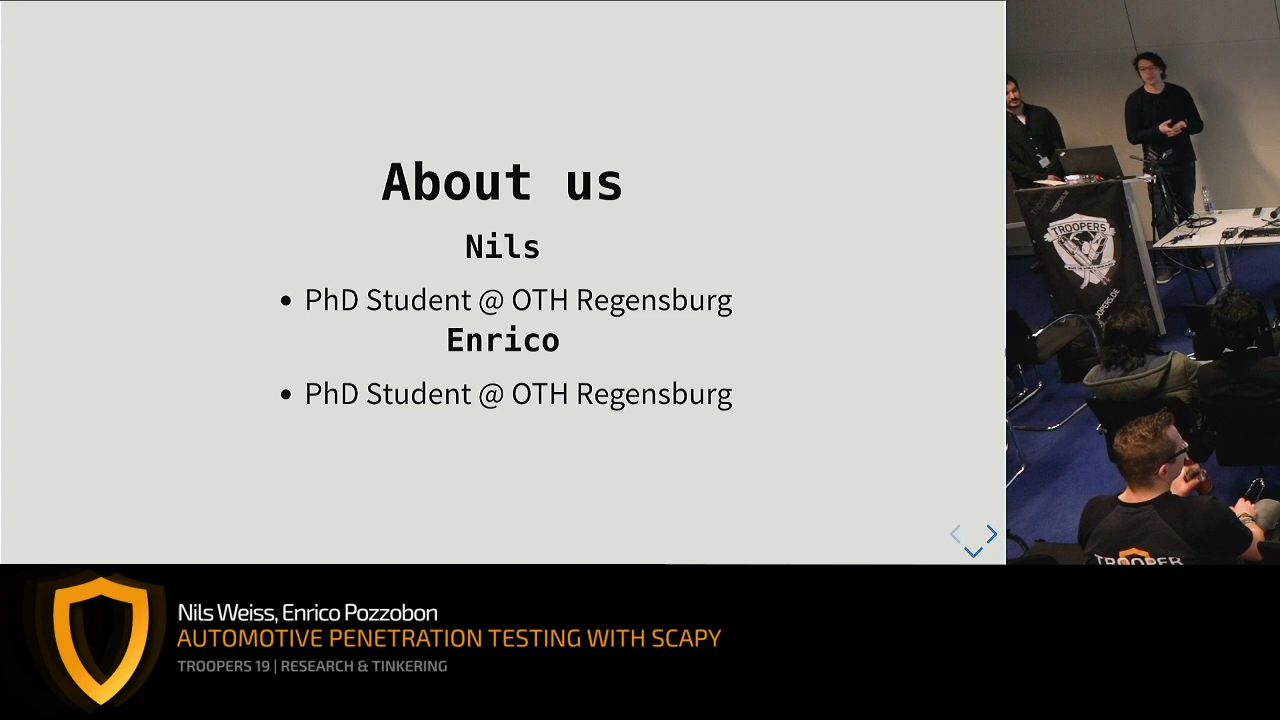 About us
Nils
• PhD Student @ OTH Regensburg
Enrico
• PhD Student @ OTH Regensburg
TROOPERS
TROOPER
Nils Weiss, Enrico Pozzobon
AUTOMOTIVE PENETRATION TESTING WITH SCAPY
TROOPERS 19 | RESEARCH & TINKERING